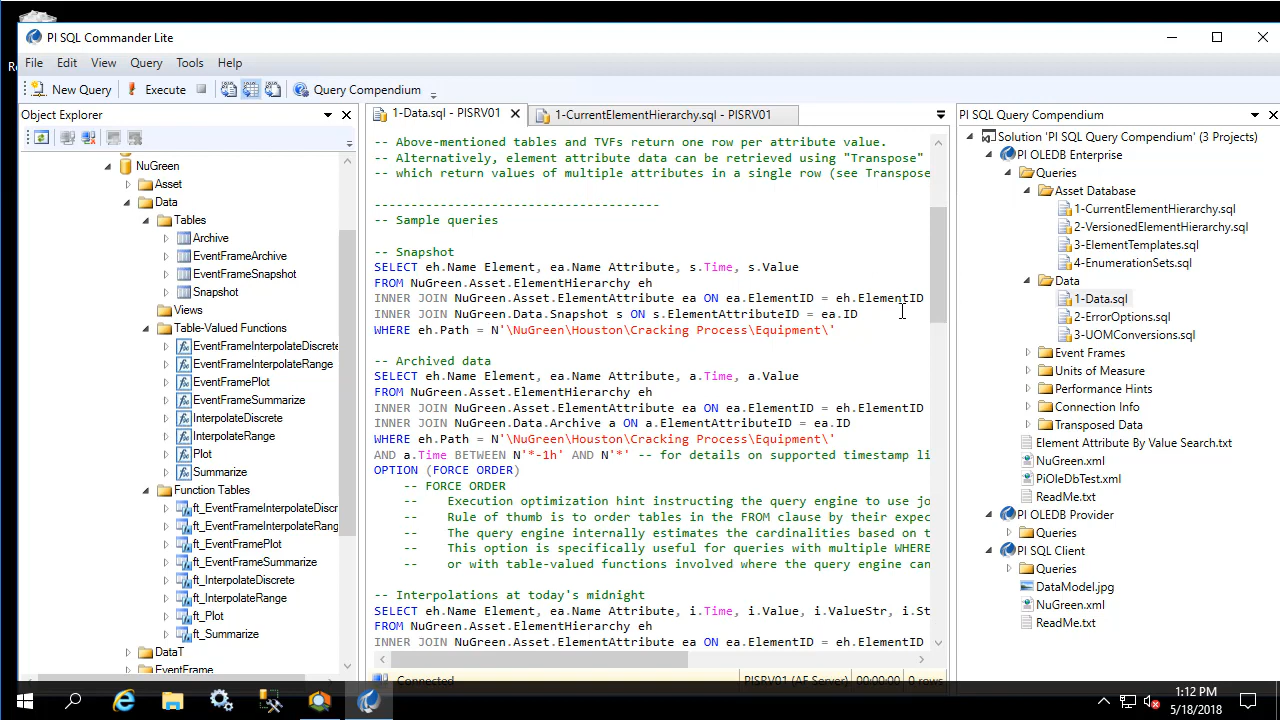 PI SQL Commander Lite
File Edit View Query Tools Help
New Query Execute Query Compendium
Object Explorer
NuGreen
Asset
Data
Tables
Archive
EventFrameArchive
EventFrameSnapshot
Snapshot
Views
Table-Valued Functions
EventFrameInterpolateDiscrete
EventFrameInterpolateRange
EventFramePlot
EventFrameSummarize
InterpolateDiscrete
InterpolateRange
Plot
Summarize
Function Tables
ft_EventFrameInterpolateDiscr
ft_EventFrameInterpolateRang
ft_EventFramePlot
ft_EventFrameSummarize
ft_InterpolateDiscrete
ft_InterpolateRange
ft_Plot
ft_Summarize
DataT
EventFrame
1-Data.sql - PISRV01 1-CurrentElementHierarchy.sql - PISRV01
-- Above-mentioned tables and TVFs return one row per attribute value.
-- Alternatively, element attribute data can be retrieved using "Transpose"
-- which return values of multiple attributes in a single row (see Transpose
---------------------------------------
-- Sample queries
-- Snapshot
SELECT eh.Name Element, ea.Name Attribute, s.Time, s.Value
FROM NuGreen.Asset.ElementHierarchy eh
INNER JOIN NuGreen.Asset.ElementAttribute ea ON ea.ElementID = eh.ElementID
INNER JOIN NuGreen.Data.Snapshot s ON s.ElementAttributeID = ea.ID
WHERE eh.Path = N'\NuGreen\Houston\Cracking Process\Equipment\'
-- Archived data
SELECT eh.Name Element, ea.Name Attribute, a.Time, a.Value
FROM NuGreen.Asset.ElementHierarchy eh
INNER JOIN NuGreen.Asset.ElementAttribute ea ON ea.ElementID = eh.ElementID
INNER JOIN NuGreen.Data.Archive a ON a.ElementAttributeID = ea.ID
WHERE eh.Path = N'\NuGreen\Houston\Cracking Process\Equipment\'
AND a.Time BETWEEN N'*-1h' AND N'*' -- for details on supported timestamp li
OPTION (FORCE ORDER)
-- FORCE ORDER
-- Execution optimization hint instructing the query engine to use jo
-- Rule of thumb is to order tables in the FROM clause by their expec
-- The query engine internally estimates the cardinalities based on t
-- This option is specifically useful for queries with multiple WHERE
-- or with table-valued functions involved where the query engine can
-- Interpolations at today's midnight
SELECT eh.Name Element, ea.Name Attribute, i.Time, i.Value, i.ValueStr, i.St
FROM NuGreen.Asset.ElementHierarchy eh
INNER JOIN NuGreen.Asset.ElementAttribute ea ON ea.ElementID = eh.ElementID
Connected PISRV01 (AF Server) 00:00:00 0 rows
PI SQL Query Compendium
Solution 'PI SQL Query Compendium' (3 Projects)
PI OLEDB Enterprise
Queries
Asset Database
1-CurrentElementHierarchy.sql
2-VersionedElementHierarchy.sql
3-ElementTemplates.sql
4-EnumerationSets.sql
Data
1-Data.sql
2-ErrorOptions.sql
3-UOMConversions.sql
Event Frames
Units of Measure
Performance Hints
Connection Info
Transposed Data
Element Attribute By Value Search.txt
NuGreen.xml
PiOleDbTest.xml
ReadMe.txt
PI OLEDB Provider
Queries
PI SQL Client
Queries
DataModel.jpg
NuGreen.xml
ReadMe.txt
1:12 PM
5/18/2018